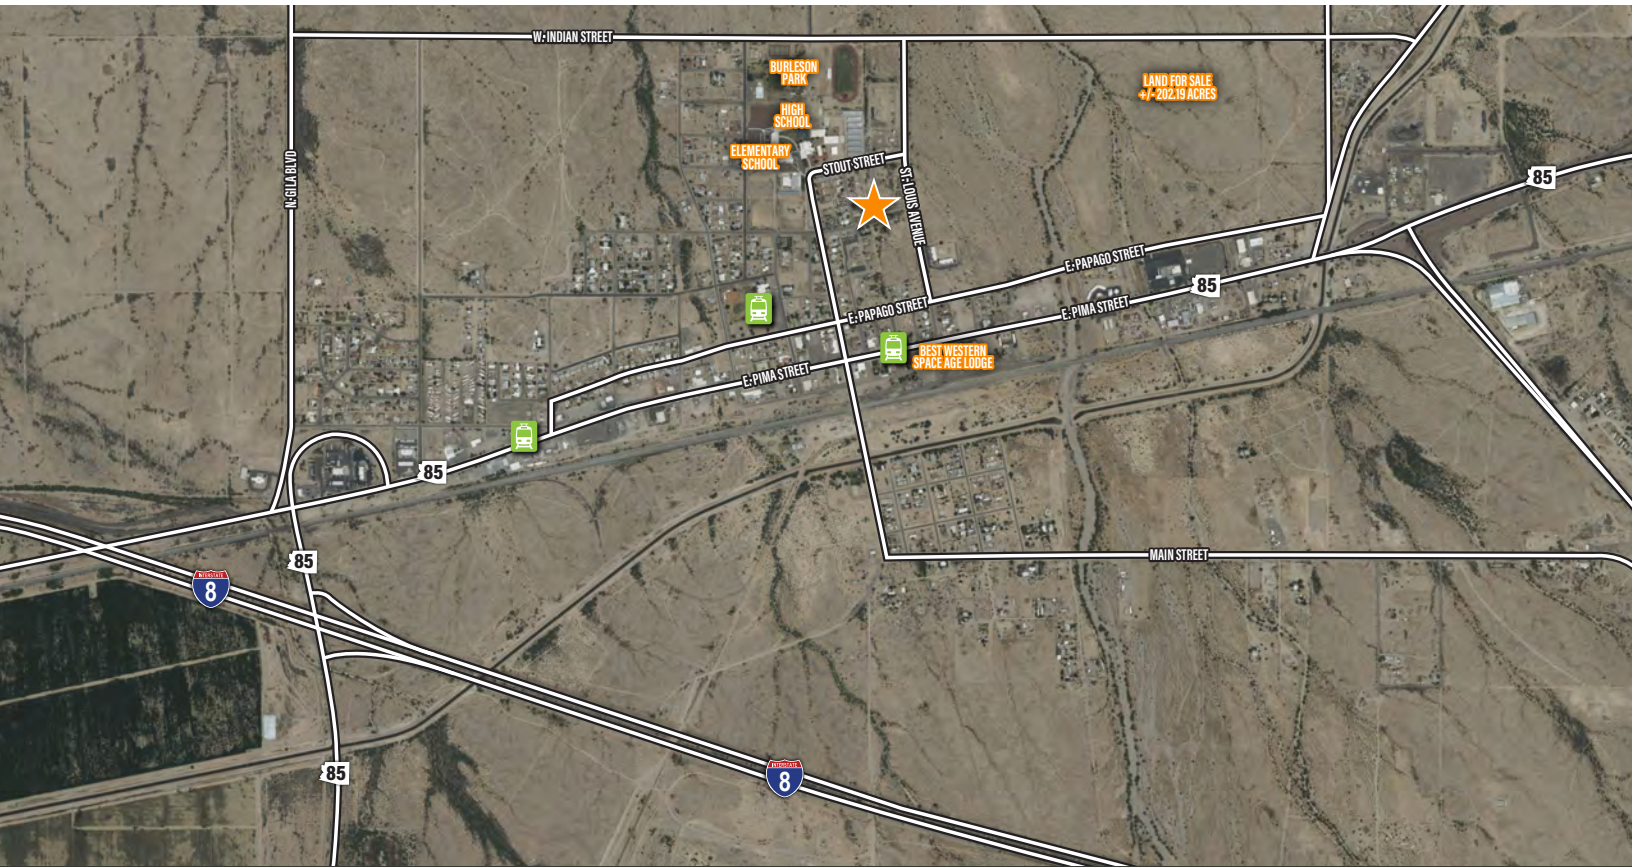 W. INDIAN STREET
BURLESON
PARK
LAND FOR SALE
+/- 202.19 ACRES
HIGH
SCHOOL
ELEMENTARY
SCHOOL
STOUT STREET
N. GILA BLVD
ST. LOUIS AVENUE
85
E. PAPAGO STREET
85
E. PIMA STREET
E. PAPAGO STREET
BEST WESTERN
SPACE AGE LODGE
E. PIMA STREET
85
85
MAIN STREET
INTERSTATE
8
85
INTERSTATE
8